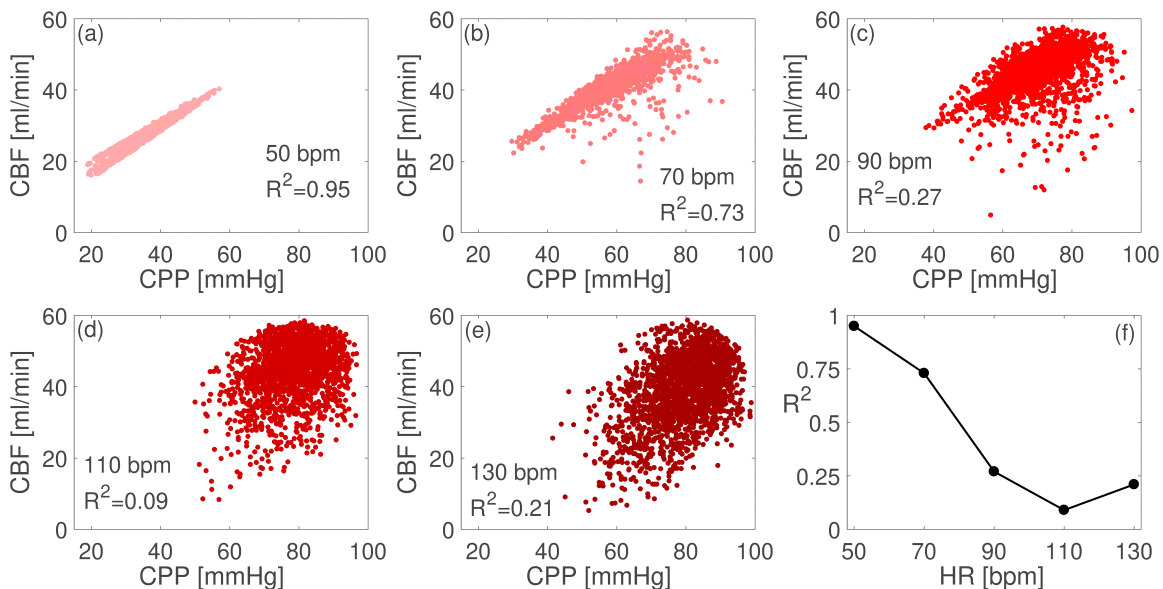 (a)
60
40
20
0
CBF [ml/min]
50 bpm
R²=0.95
20 40 60 80 100
CPP [mmHg]
(b)
60
40
20
0
CBF [ml/min]
70 bpm
R²=0.73
20 40 60 80 100
CPP [mmHg]
(c)
60
40
20
0
CBF [ml/min]
90 bpm
R²=0.27
20 40 60 80 100
CPP [mmHg]
(d)
60
40
20
0
CBF [ml/min]
110 bpm
R²=0.09
20 40 60 80 100
CPP [mmHg]
(e)
60
40
20
0
CBF [ml/min]
130 bpm
R²=0.21
20 40 60 80 100
CPP [mmHg]
(f)
1
0.75
0.5
0.25
0
R²
50 70 90 110 130
HR [bpm]